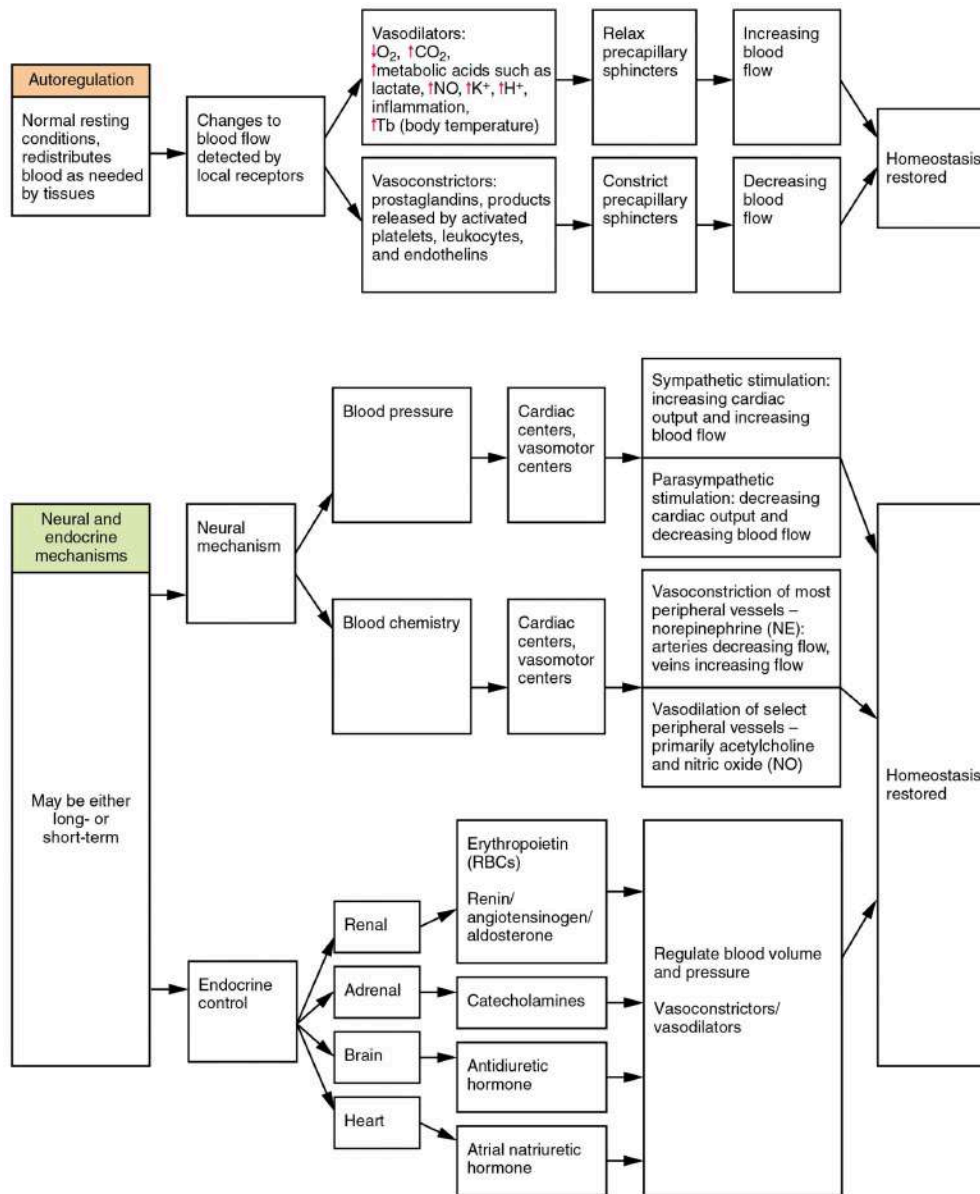 Autoregulation
Normal resting
conditions,
redistributes
blood as needed
by tissues
Changes to
blood flow
detected by
local receptors
Vasodilators:
↓O₂, ↑CO₂,
↑metabolic acids such as
lactate, ↑NO, ↑K⁺, ↑H⁺,
inflammation,
↑Tb (body temperature)
Relax
precapillary
sphincters
Increasing
blood
flow
Vasoconstrictors:
prostaglandins, products
released by activated
platelets, leukocytes,
and endothelins
Constrict
precapillary
sphincters
Decreasing
blood
flow
Homeostasis
restored
Neural and
endocrine
mechanisms
May be either
long- or
short-term
Neural
mechanism
Blood pressure
Cardiac
centers,
vasomotor
centers
Sympathetic stimulation:
increasing cardiac
output and increasing
blood flow
Parasympathetic
stimulation: decreasing
cardiac output and
decreasing blood flow
Blood chemistry
Cardiac
centers,
vasomotor
centers
Vasoconstriction of most
peripheral vessels –
norepinephrine (NE):
arteries decreasing flow,
veins increasing flow
Vasodilation of select
peripheral vessels –
primarily acetylcholine
and nitric oxide (NO)
Endocrine
control
Renal
Erythropoietin
(RBCs)
Renin/
angiotensinogen/
aldosterone
Adrenal
Catecholamines
Brain
Antidiuretic
hormone
Heart
Atrial natriuretic
hormone
Regulate blood volume
and pressure
Vasoconstrictors/
vasodilators
Homeostasis
restored